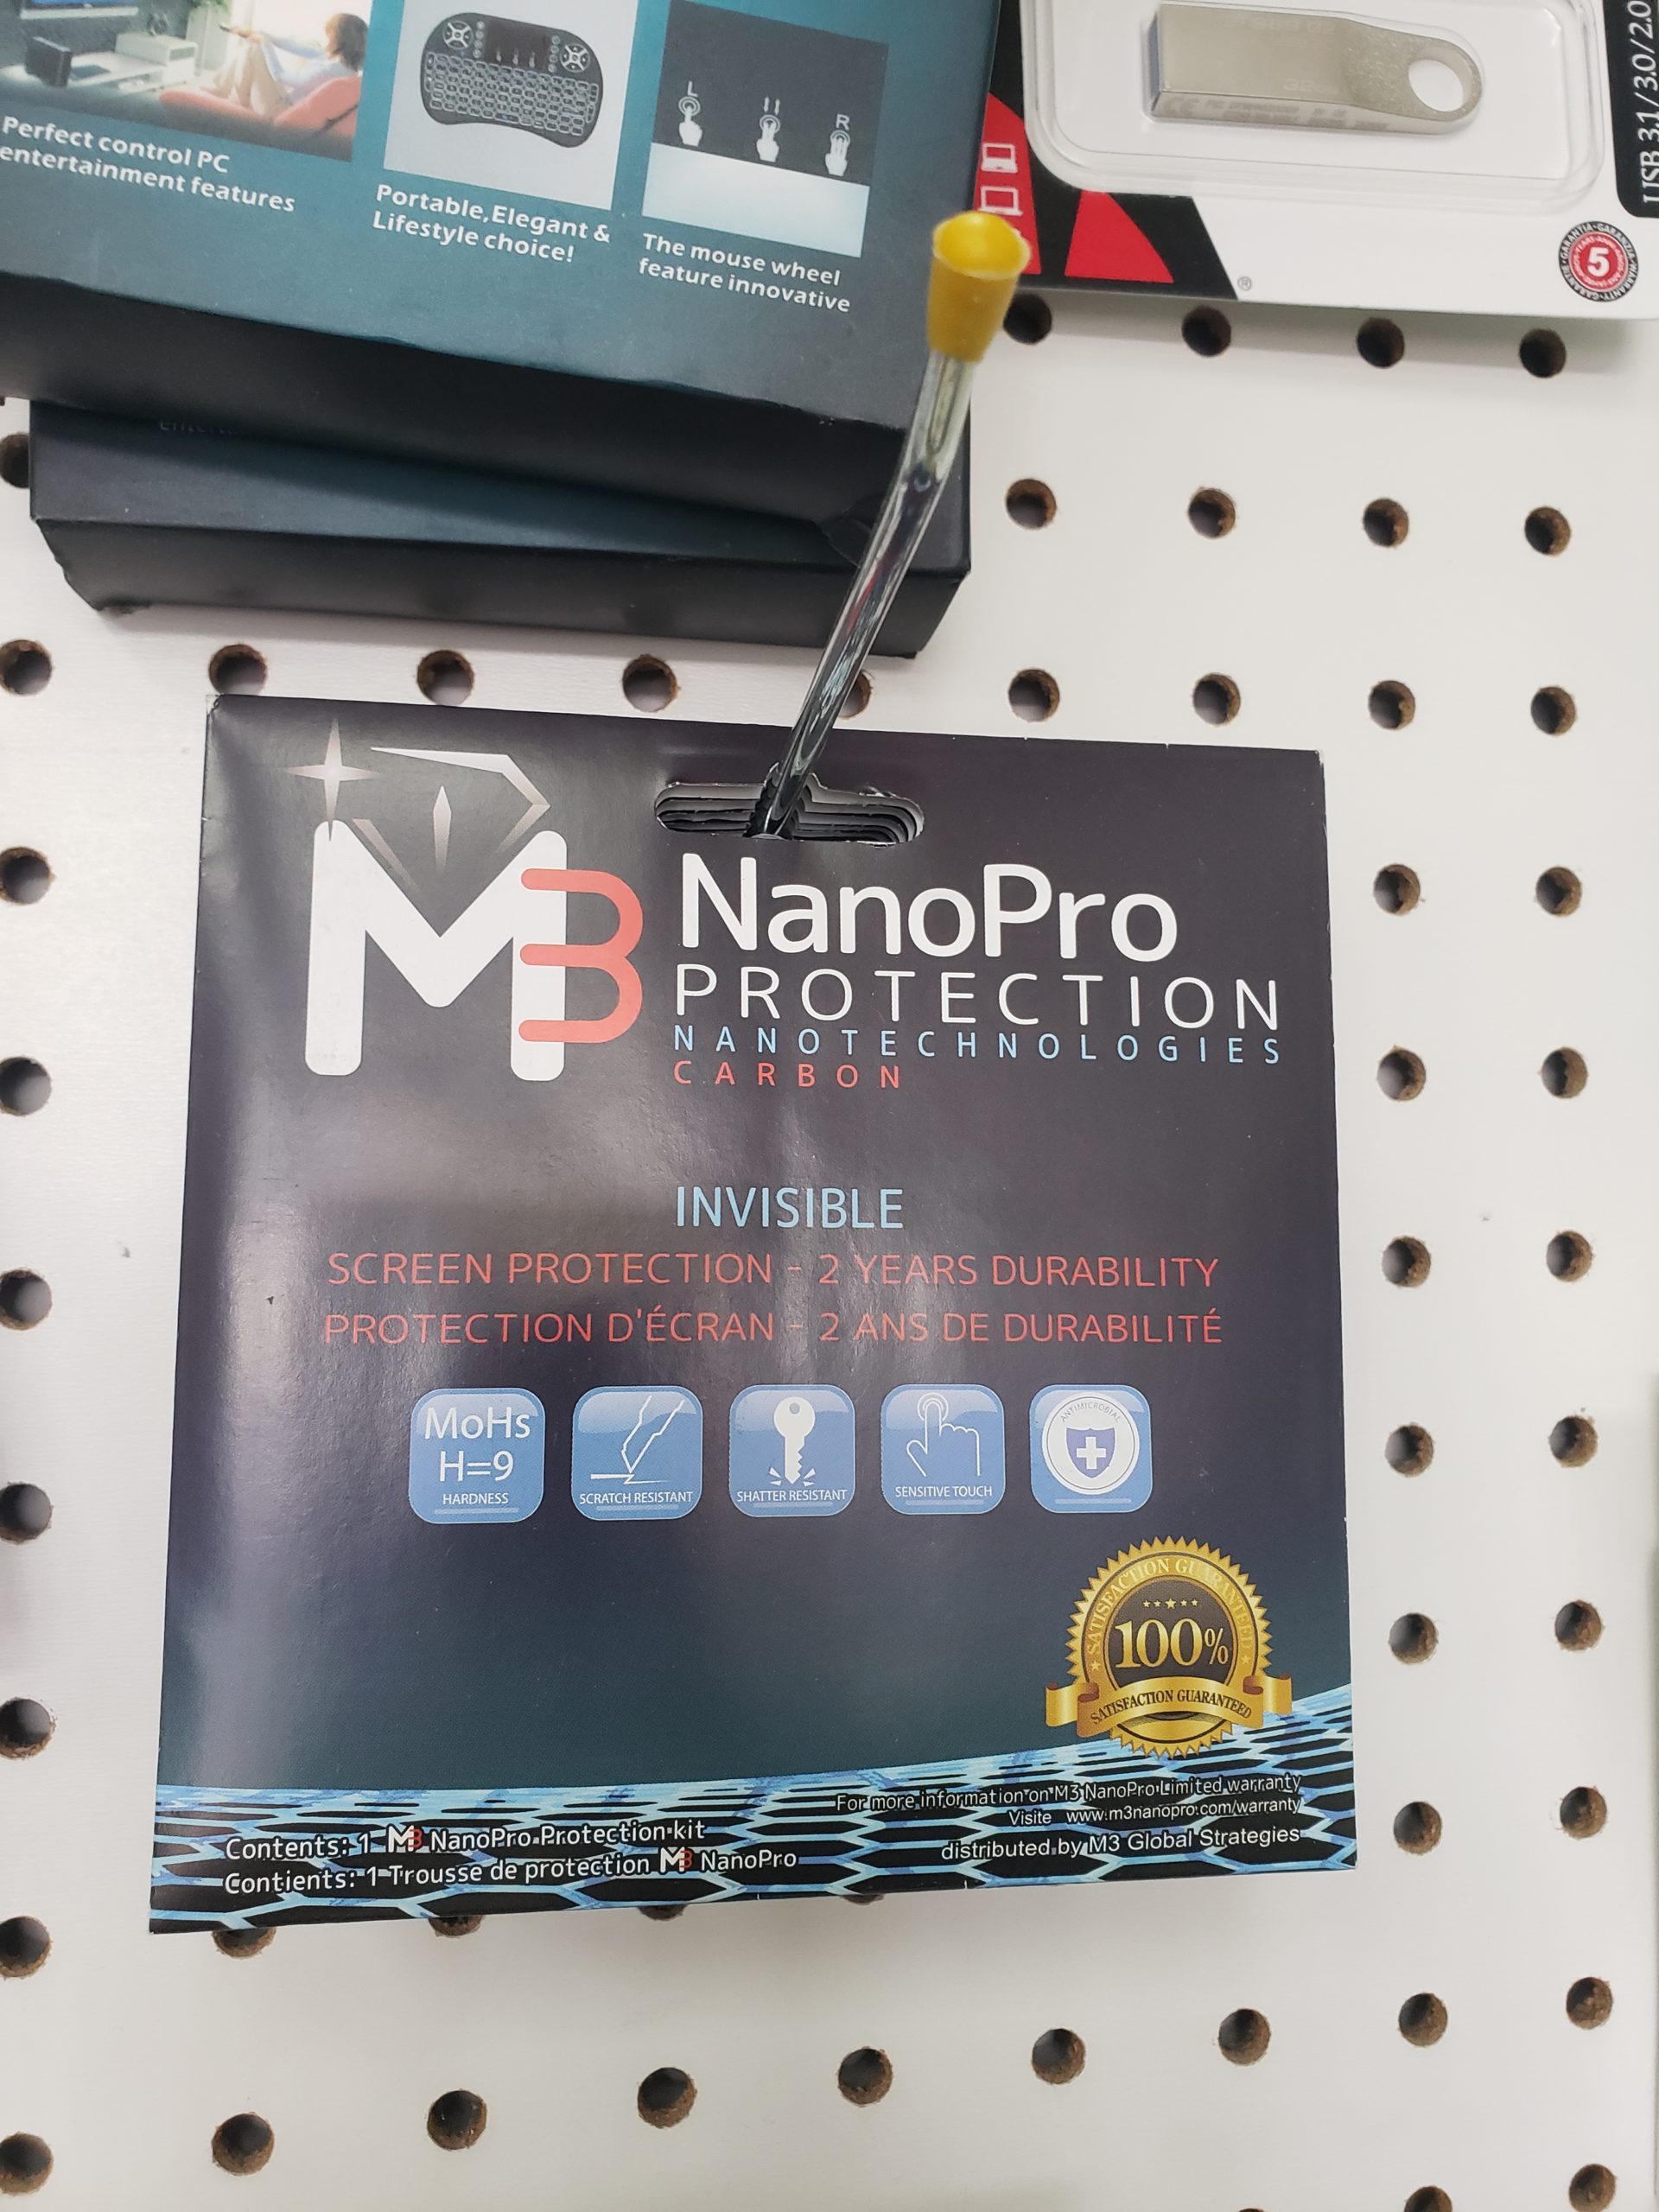 Perfect control PC
entertainment features
Portable,Elegant &
Lifestyle choice!
L
R
The mouse wheel
feature innovative
USB 3.1 / 3.0 / 2.0
5
®
M3
NanoPro
PROTECTION
NANOTECHNOLOGIES
CARBON
INVISIBLE
SCREEN PROTECTION - 2 YEARS DURABILITY
PROTECTION D'ÉCRAN - 2 ANS DE DURABILITÉ
MoHs
H=9
HARDNESS
SCRATCH RESISTANT
SHATTER RESISTANT
SENSITIVE TOUCH
ANTIMICROBIAL
SATISFACTION GUARANTEED
100%
SATISFACTION GUARANTEED
For more information on M3 NanoPro Limited warranty
Visite www.m3nanopro.com/warranty
distributed by M3 Global Strategies
Contents: 1 M3 NanoPro Protection kit
Contients: 1 Trousse de protection M3 NanoPro